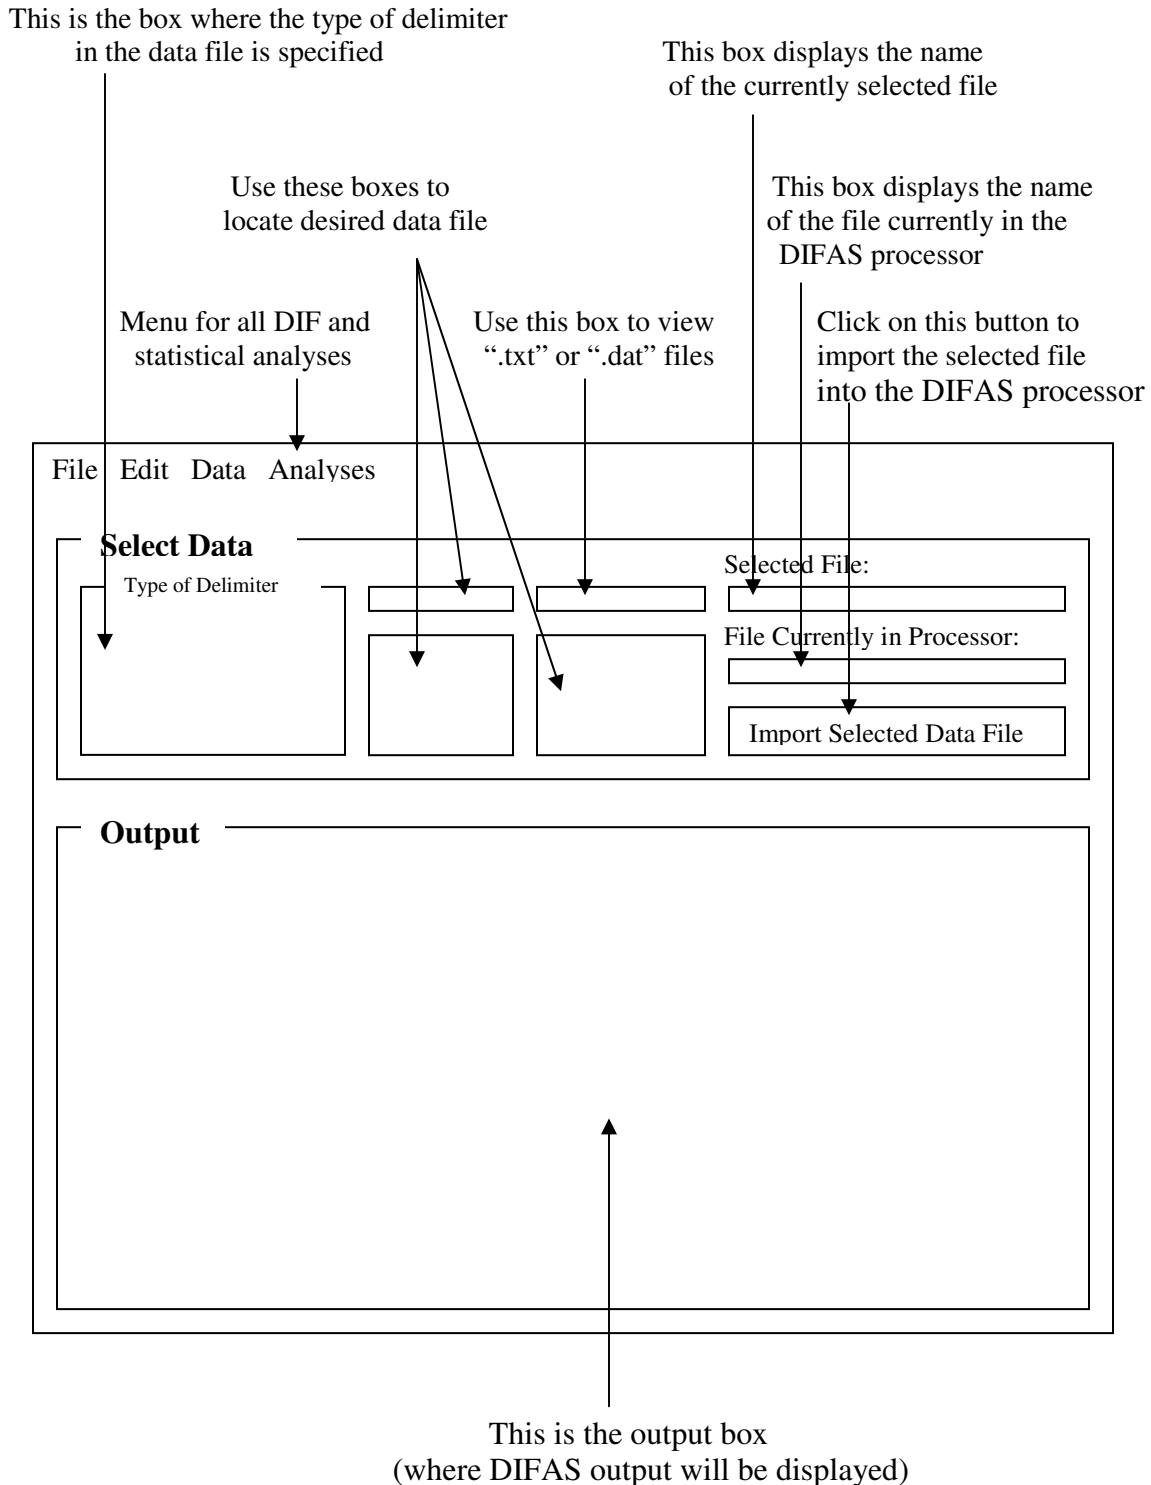 This is the box where the type of delimiter
in the data file is specified
This box displays the name
of the currently selected file
Use these boxes to
locate desired data file
This box displays the name
of the file currently in the
DIFAS processor
Menu for all DIF and
statistical analyses
Use this box to view
“.txt” or “.dat” files
Click on this button to
import the selected file
into the DIFAS processor
File Edit Data Analyses
Select Data
Type of Delimiter
Selected File:
File Currently in Processor:
Import Selected Data File
Output
This is the output box
(where DIFAS output will be displayed)